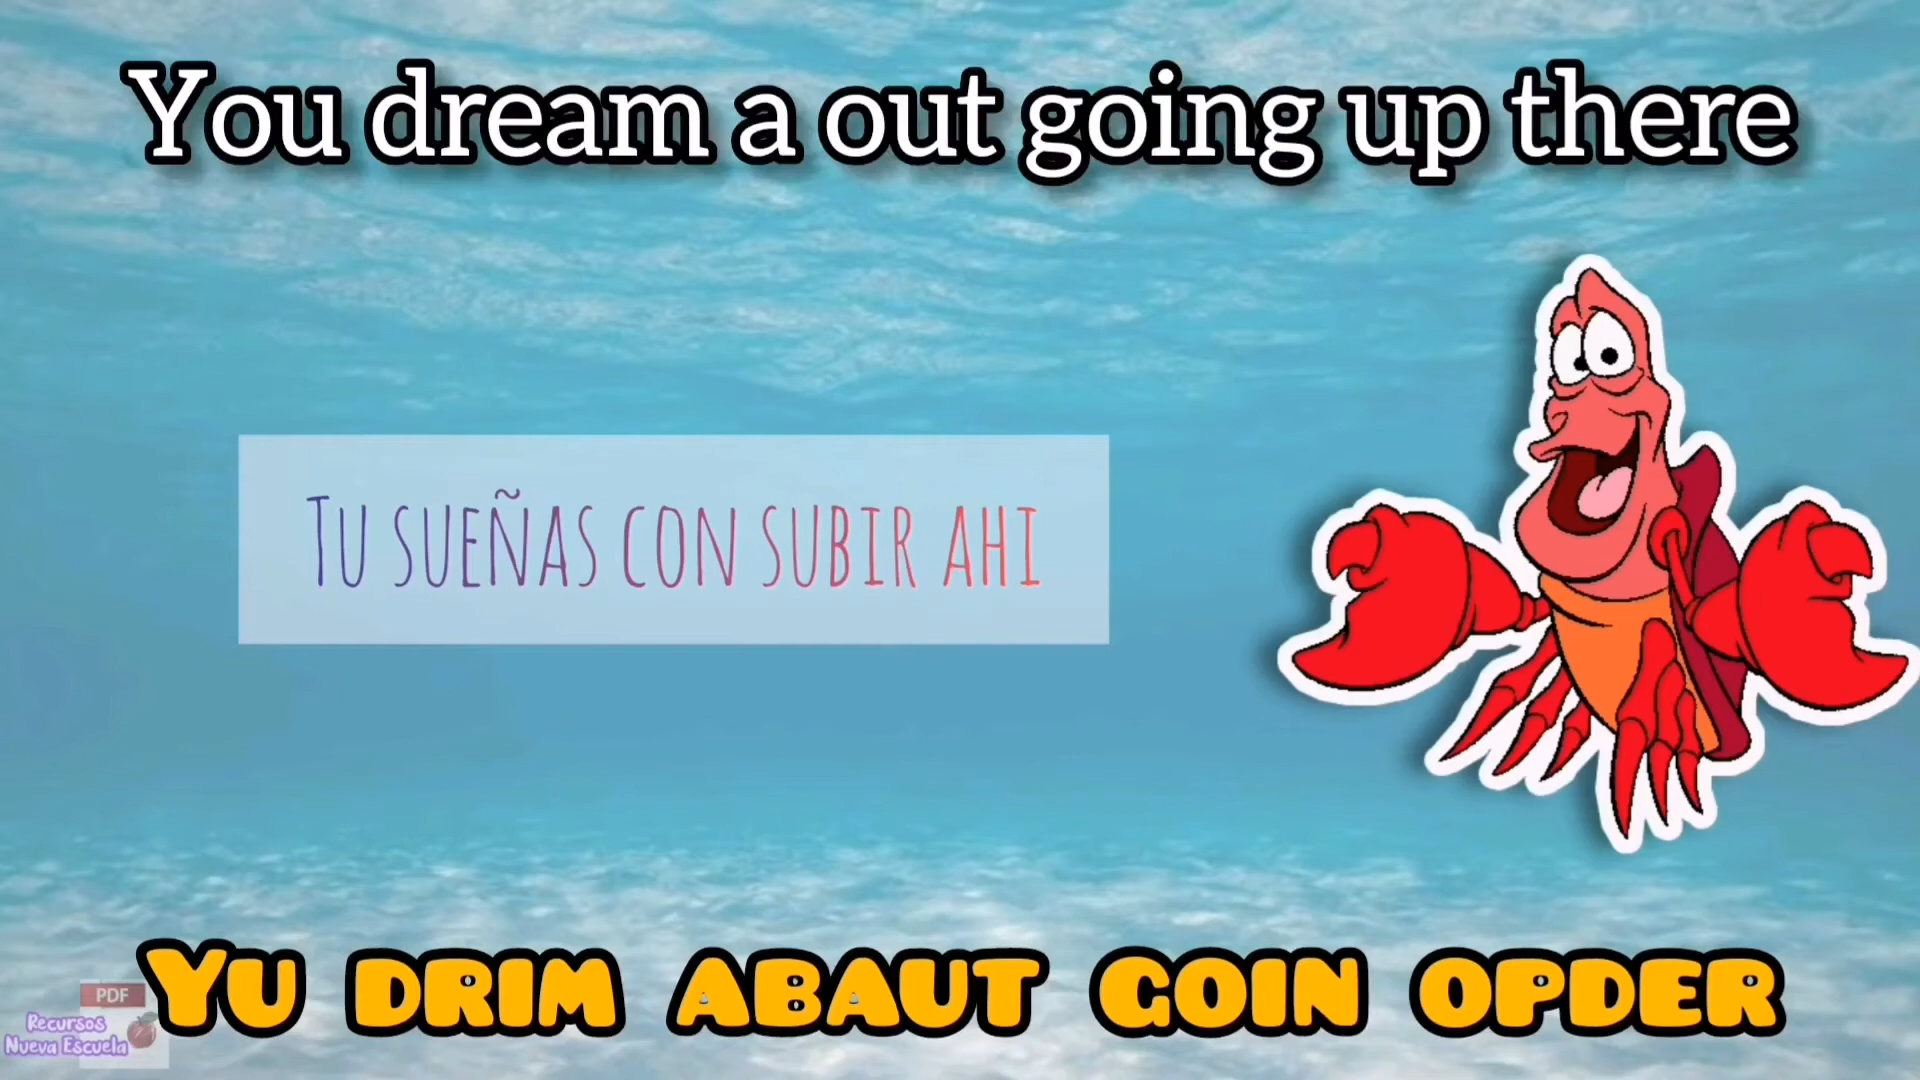 You dream a out going up there
Tu sueñas con subir ahi
Yu drim abaut goin opder
PDF
Recursos
Nueva Escuela